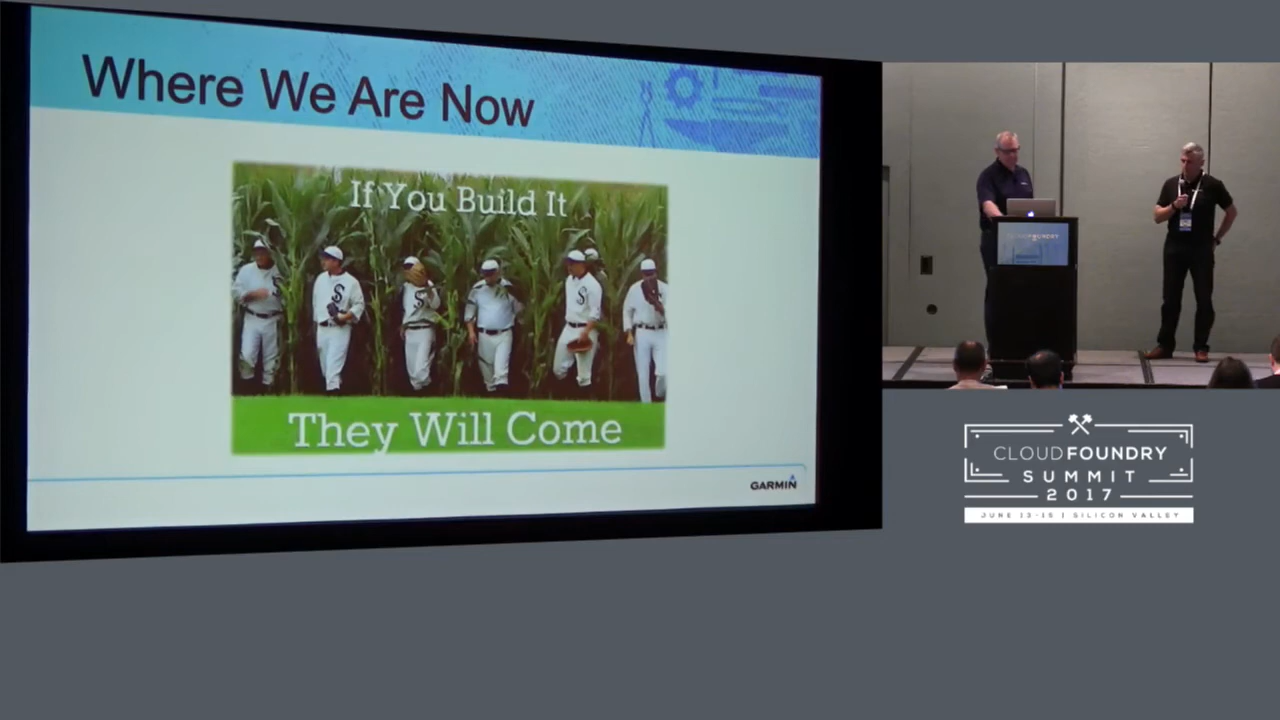 Where We Are Now
If You Build It
S
S
S
S
They Will Come
GARMIN
CLOUDFOUNDRY
CLOUDFOUNDRY
SUMMIT
2017
JUNE 13-15 | SILICON VALLEY